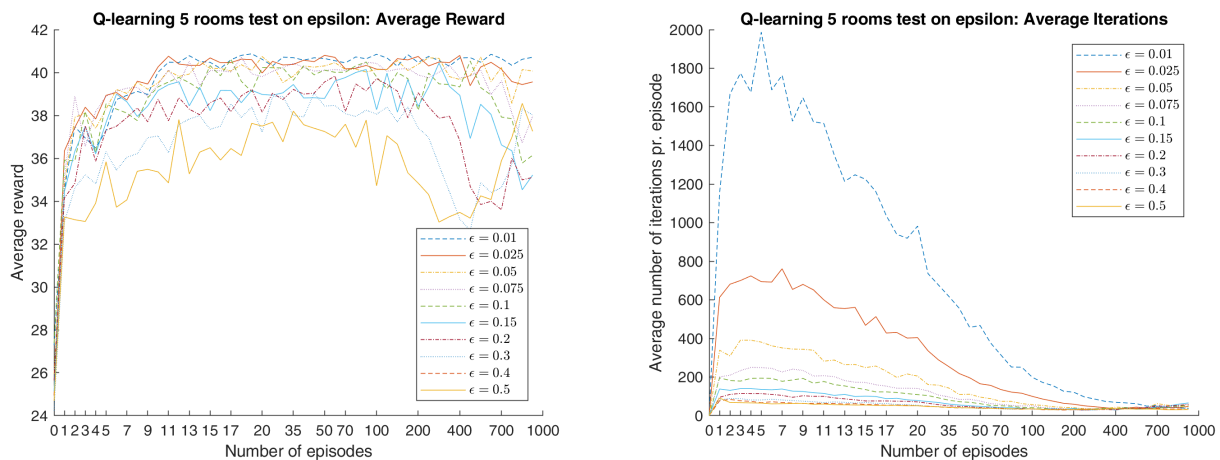 Q-learning 5 rooms test on epsilon: Average Reward
42
40
38
36
34
32
30
28
26
24
Average reward
0 1 2 3 4 5 7 9 11 13 15 17 20 35 50 70 100 200 400 700 1000
Number of episodes
ϵ = 0.01
ϵ = 0.025
ϵ = 0.05
ϵ = 0.075
ϵ = 0.1
ϵ = 0.15
ϵ = 0.2
ϵ = 0.3
ϵ = 0.4
ϵ = 0.5
Q-learning 5 rooms test on epsilon: Average Iterations
2000
1800
1600
1400
1200
1000
800
600
400
200
0
Average number of iterations pr. episode
0 1 2 3 4 5 7 9 11 13 15 17 20 35 50 70 100 200 400 700 1000
Number of episodes
ϵ = 0.01
ϵ = 0.025
ϵ = 0.05
ϵ = 0.075
ϵ = 0.1
ϵ = 0.15
ϵ = 0.2
ϵ = 0.3
ϵ = 0.4
ϵ = 0.5